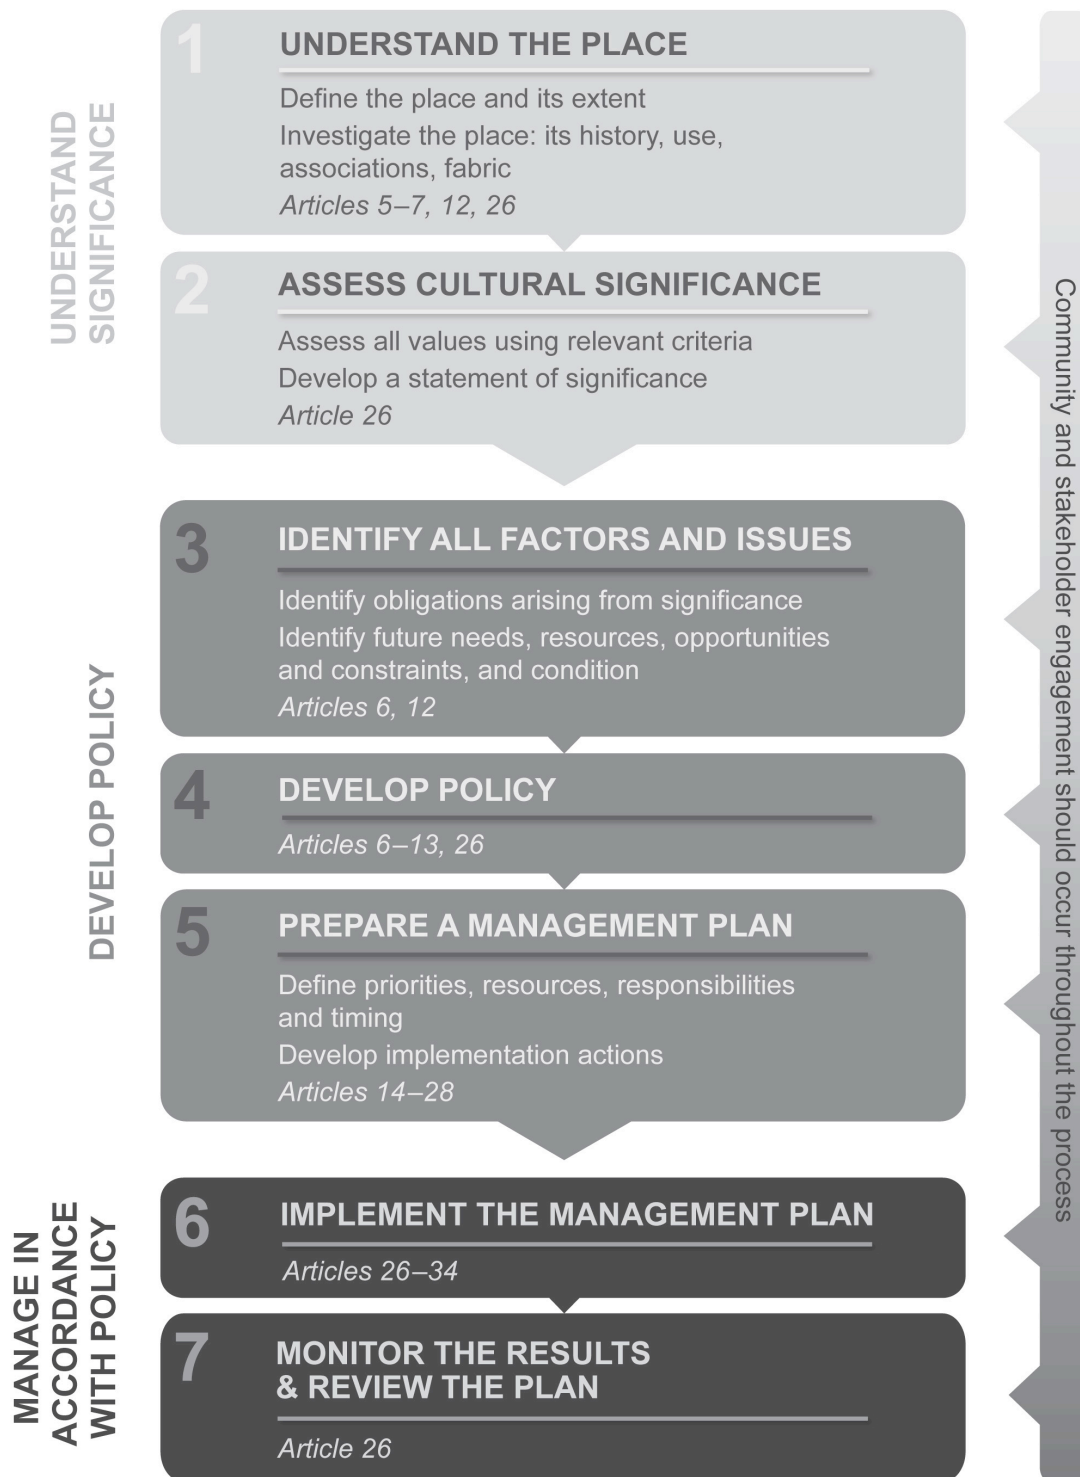 UNDERSTAND
SIGNIFICANCE
1
UNDERSTAND THE PLACE
Define the place and its extent
Investigate the place: its history, use,
associations, fabric
Articles 5–7, 12, 26
2
ASSESS CULTURAL SIGNIFICANCE
Assess all values using relevant criteria
Develop a statement of significance
Article 26
DEVELOP POLICY
3
IDENTIFY ALL FACTORS AND ISSUES
Identify obligations arising from significance
Identify future needs, resources, opportunities
and constraints, and condition
Articles 6, 12
4
DEVELOP POLICY
Articles 6–13, 26
5
PREPARE A MANAGEMENT PLAN
Define priorities, resources, responsibilities
and timing
Develop implementation actions
Articles 14–28
MANAGE IN
ACCORDANCE
WITH POLICY
6
IMPLEMENT THE MANAGEMENT PLAN
Articles 26–34
7
MONITOR THE RESULTS
& REVIEW THE PLAN
Article 26
Community and stakeholder engagement should occur throughout the process